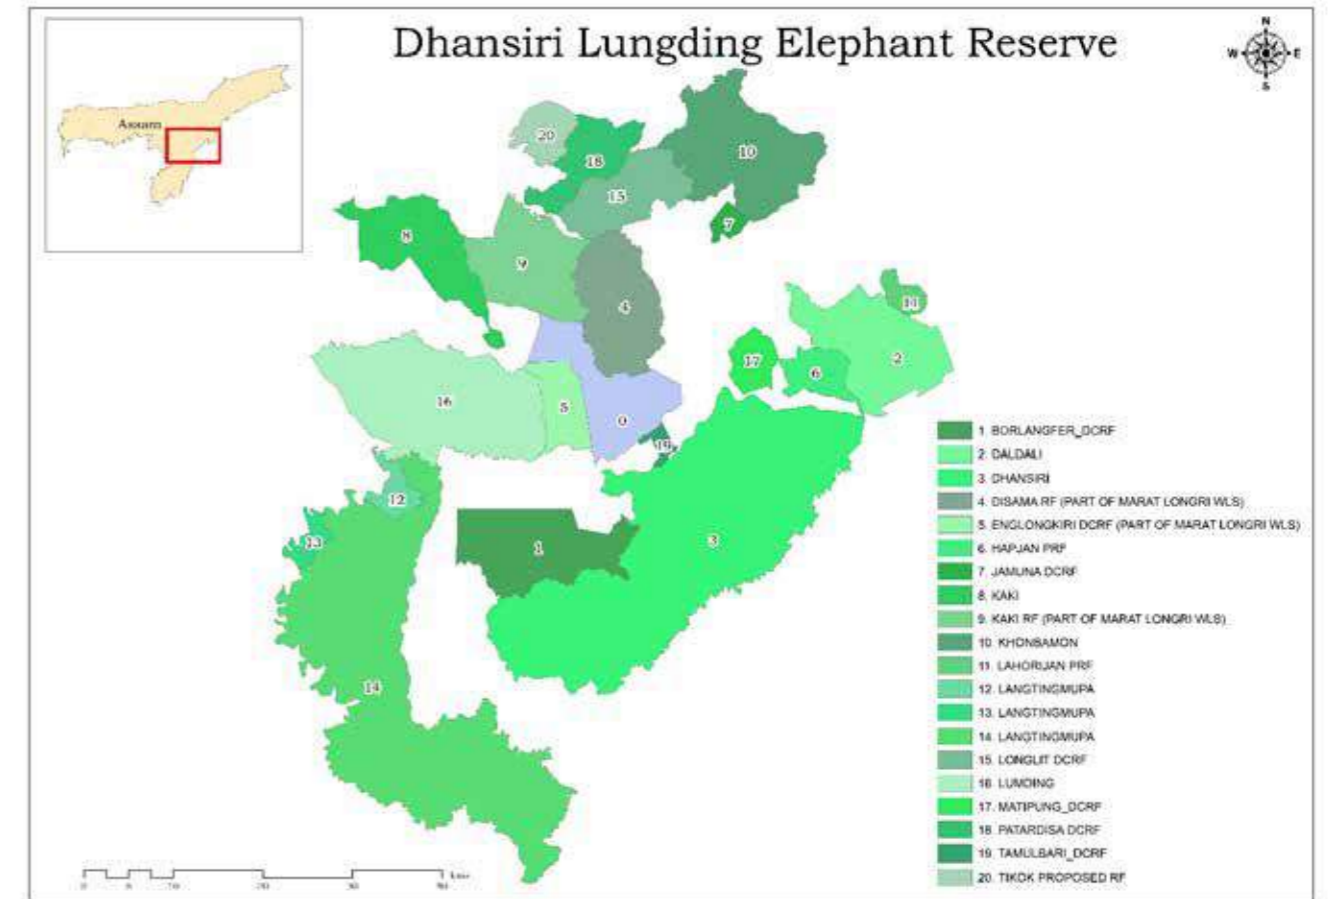 Dhansiri Lungding Elephant Reserve
N
W
E
S
Assam
20
18
10
15
7
8
9
4
11
2
17
6
16
5
0
19
12
13
1
3
14
1. BORLANGFER_DCRF
2. DALDALI
3. DHANSIRI
4. DISAMA RF (PART OF MARAT LONGRI WLS)
5. ENGLONGKIRI DCRF (PART OF MARAT LONGRI WLS)
6. HAPJAN PRF
7. JAMUNA DCRF
8. KAKI
9. KAKI RF (PART OF MARAT LONGRI WLS)
10. KHONBAMON
11. LAHORIJAN PRF
12. LANGTINGMUPA
13. LANGTINGMUPA
14. LANGTINGMUPA
15. LONGLIT DCRF
16. LUMDING
17. MATIPUNG_DCRF
18. PATARDISA DCRF
19. TAMULBARI_DCRF
20. TIKOK PROPOSED RF